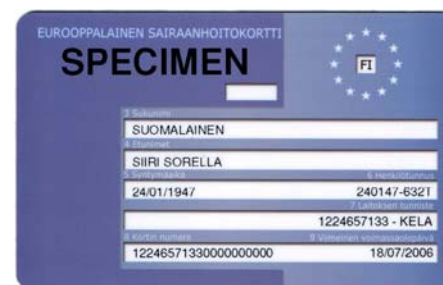 EUROOPPALAINEN SAIRAANHOITOKORTTI
SPECIMEN
FI
3 Sukunimi
SUOMALAINEN
4 Etunimet
SIIRI SORELLA
5 Syntymäaika 6 Henkilötunnus
24/01/1947 240147-632T
7 Laitoksen tunniste
1224657133 - KELA
8 Kortin numero 9 Viimeinen voimassaolopäivä
12246571330000000000 18/07/2006